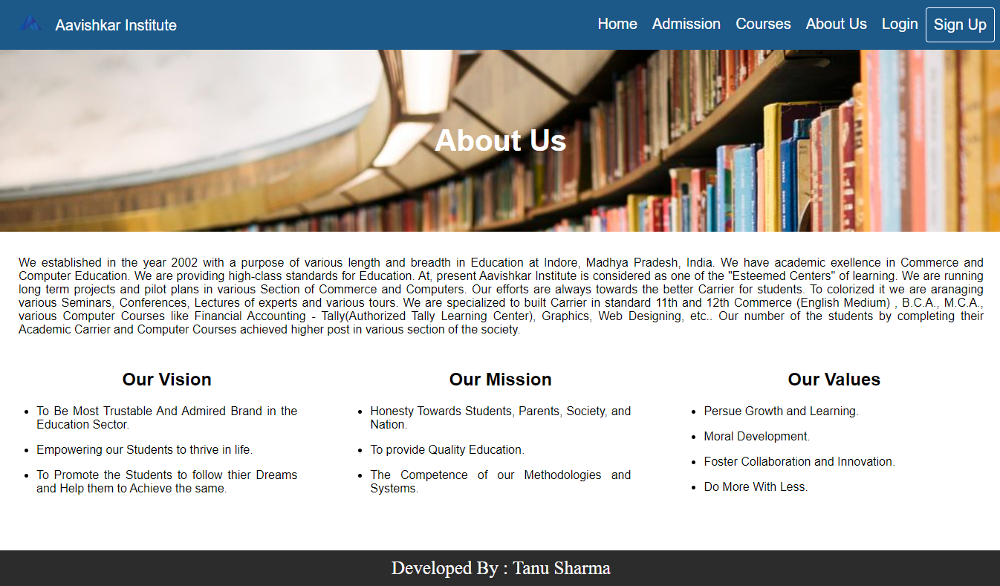 Aavishkar Institute
Home Admission Courses About Us Login Sign Up
About Us
We established in the year 2002 with a purpose of various length and breadth in Education at Indore, Madhya Pradesh, India. We have academic exellence in Commerce and
Computer Education. We are providing high-class standards for Education. At, present Aavishkar Institute is considered as one of the "Esteemed Centers" of learning. We are running
long term projects and pilot plans in various Section of Commerce and Computers. Our efforts are always towards the better Carrier for students. To colorized it we are aranaging
various Seminars, Conferences, Lectures of experts and various tours. We are specialized to built Carrier in standard 11th and 12th Commerce (English Medium) , B.C.A., M.C.A.,
various Computer Courses like Financial Accounting - Tally(Authorized Tally Learning Center), Graphics, Web Designing, etc.. Our number of the students by completing their
Academic Carrier and Computer Courses achieved higher post in various section of the society.
Our Vision
• To Be Most Trustable And Admired Brand in the
Education Sector.
• Empowering our Students to thrive in life.
• To Promote the Students to follow thier Dreams
and Help them to Achieve the same.
Our Mission
• Honesty Towards Students, Parents, Society, and
Nation.
• To provide Quality Education.
• The Competence of our Methodologies and
Systems.
Our Values
• Persue Growth and Learning.
• Moral Development.
• Foster Collaboration and Innovation.
• Do More With Less.
Developed By : Tanu Sharma